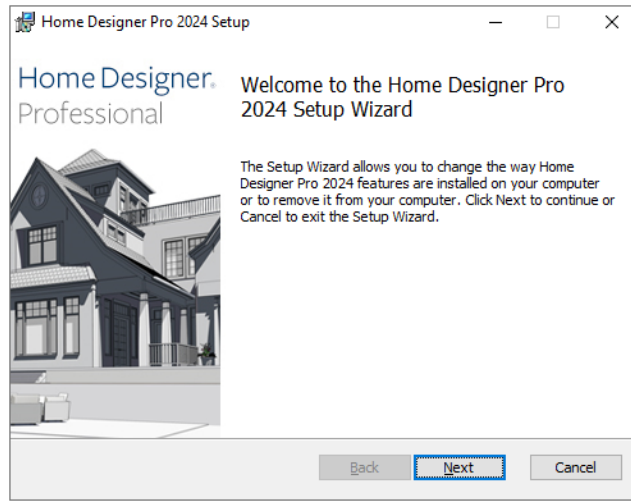 Home Designer Pro 2024 Setup
Home Designer®
Professional
Welcome to the Home Designer Pro
2024 Setup Wizard
The Setup Wizard allows you to change the way Home
Designer Pro 2024 features are installed on your computer
or to remove it from your computer. Click Next to continue or
Cancel to exit the Setup Wizard.
Back
Next
Cancel